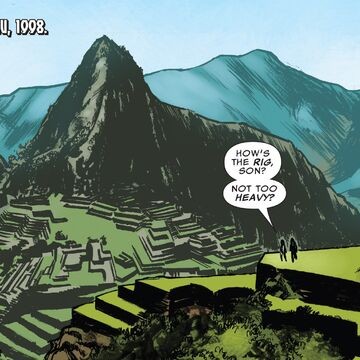 U, 1998.
HOW'S
THE RIG,
SON?
NOT TOO
HEAVY?